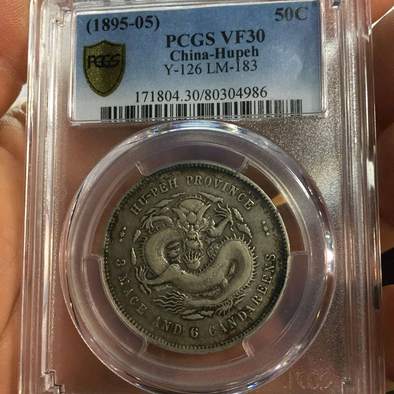 (1895-05) 50C
PCGS VF30
China-Hupeh
Y-126 LM-183
171804.30/80304986
PCGS
HU-PEH PROVINCE
3 MACE AND 6 CANDAREENS